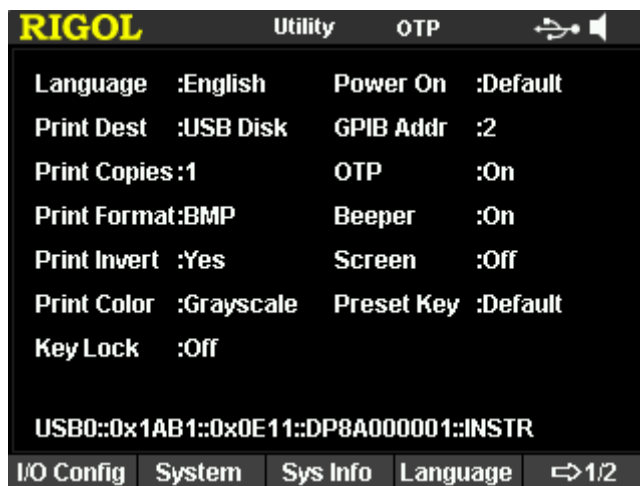 RIGOL Utility OTP
Language :English Power On :Default
Print Dest :USB Disk GPIB Addr :2
Print Copies :1 OTP :On
Print Format:BMP Beeper :On
Print Invert :Yes Screen :Off
Print Color :Grayscale Preset Key :Default
Key Lock :Off
USB0::0x1AB1::0x0E11::DP8A000001::INSTR
I/O Config System Sys Info Language ⇨1/2